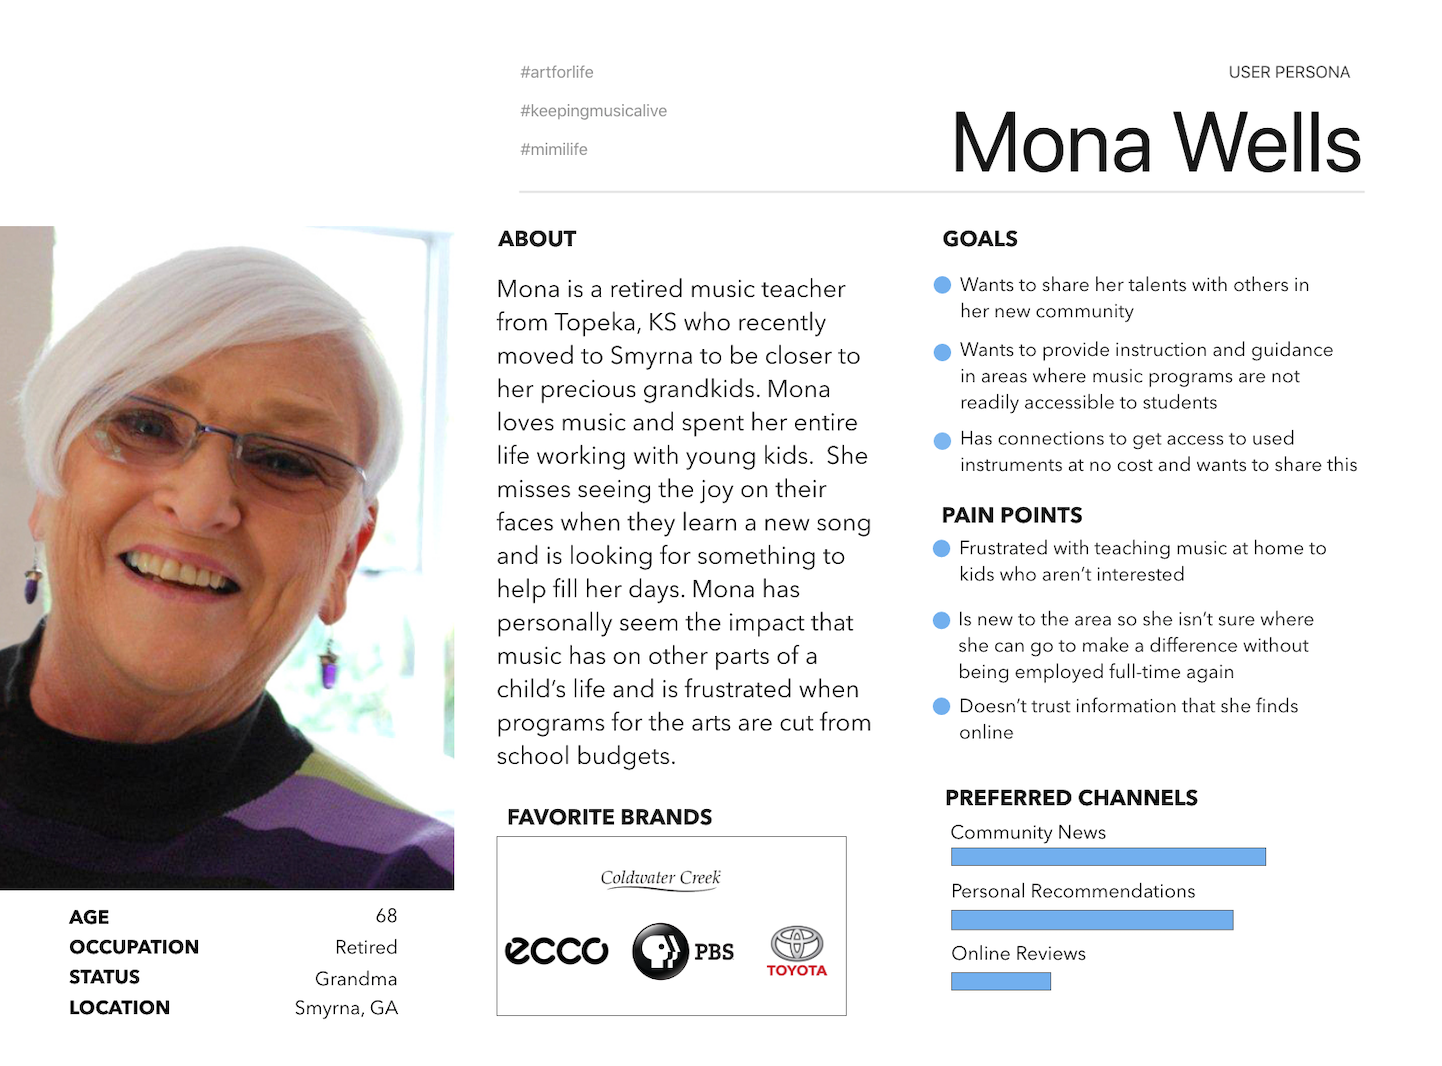 #artforlife
#keepingmusicalive
#mimilife
USER PERSONA
Mona Wells
ABOUT
Mona is a retired music teacher
from Topeka, KS who recently
moved to Smyrna to be closer to
her precious grandkids. Mona
loves music and spent her entire
life working with young kids.  She
misses seeing the joy on their
faces when they learn a new song
and is looking for something to
help fill her days. Mona has
personally seem the impact that
music has on other parts of a
child’s life and is frustrated when
programs for the arts are cut from
school budgets.
FAVORITE BRANDS
Coldwater Creek
ecco
PBS
TOYOTA
GOALS
Wants to share her talents with others in
her new community
Wants to provide instruction and guidance
in areas where music programs are not
readily accessible to students
Has connections to get access to used
instruments at no cost and wants to share this
PAIN POINTS
Frustrated with teaching music at home to
kids who aren’t interested
Is new to the area so she isn’t sure where
she can go to make a difference without
being employed full-time again
Doesn’t trust information that she finds
online
PREFERRED CHANNELS
Community News
Personal Recommendations
Online Reviews
AGE 68
OCCUPATION Retired
STATUS Grandma
LOCATION Smyrna, GA